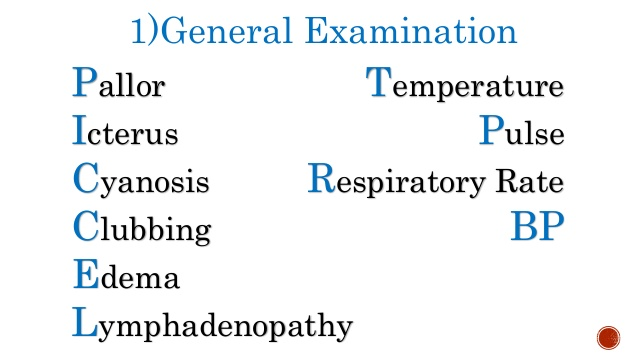 1)General Examination
Pallor Temperature
Icterus Pulse
Cyanosis Respiratory Rate
Clubbing BP
Edema
Lymphadenopathy